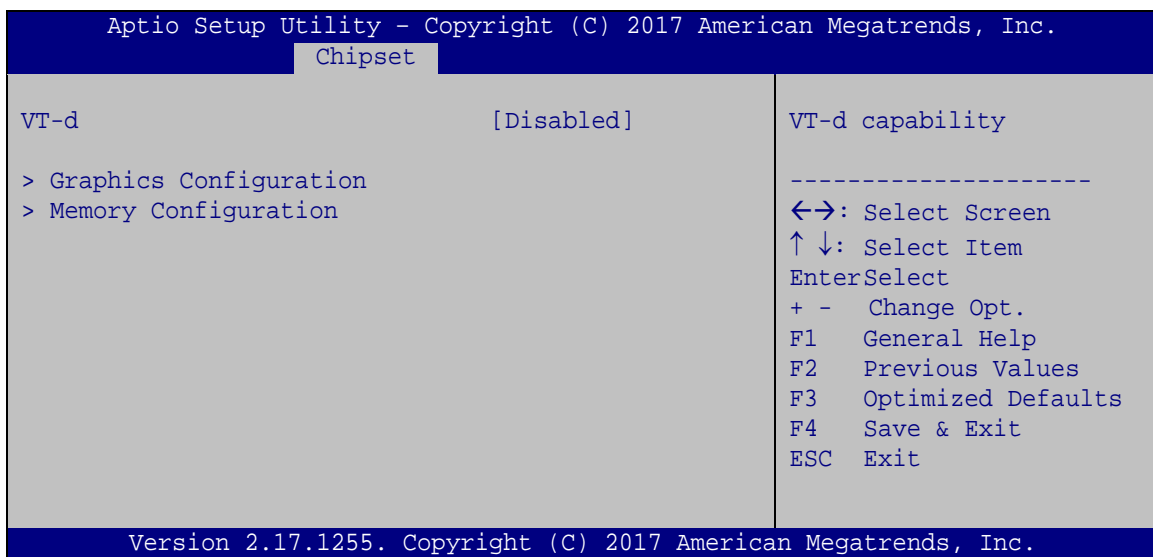 Aptio Setup Utility – Copyright (C) 2017 American Megatrends, Inc.
Chipset
VT-d [Disabled]
> Graphics Configuration
> Memory Configuration
VT-d capability
---------------------
←→: Select Screen
↑ ↓: Select Item
EnterSelect
+ - Change Opt.
F1 General Help
F2 Previous Values
F3 Optimized Defaults
F4 Save & Exit
ESC Exit
Version 2.17.1255. Copyright (C) 2017 American Megatrends, Inc.